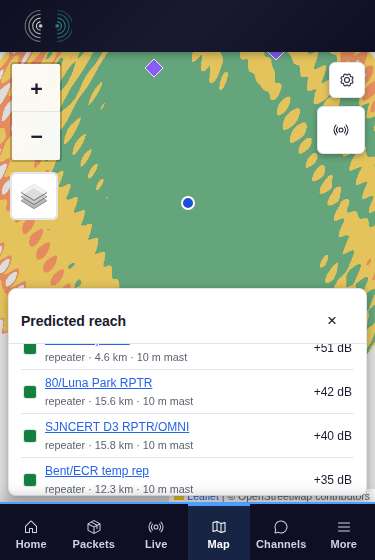 +
−
Predicted reach
×
+51 dB
repeater · 4.6 km · 10 m mast
80/Luna Park RPTR
+42 dB
repeater · 15.6 km · 10 m mast
SJNCERT D3 RPTR/OMNI
+40 dB
repeater · 15.8 km · 10 m mast
Bent/ECR temp rep
+35 dB
repeater · 12.3 km · 10 m mast
Leaflet | © OpenStreetMap contributors
Home
Packets
Live
Map
Channels
More